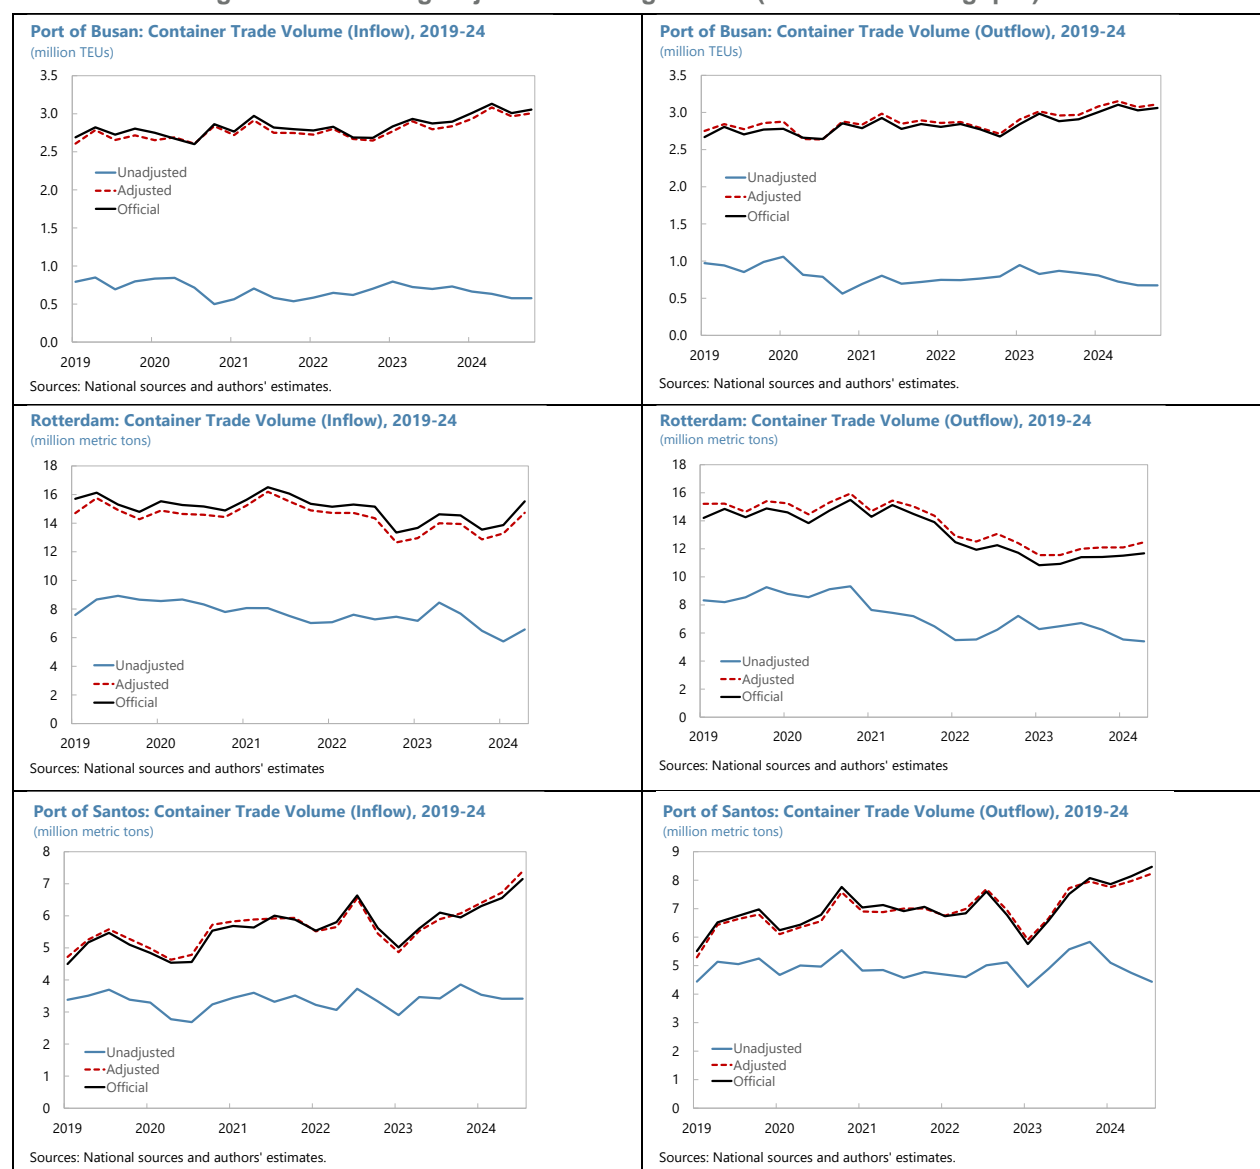 Port of Busan: Container Trade Volume (Inflow), 2019-24
(million TEUs)
3.5
3.0
2.5
2.0
1.5
1.0
0.5
0.0
Unadjusted
Adjusted
Official
2019 2020 2021 2022 2023 2024
Sources: National sources and authors' estimates.
Port of Busan: Container Trade Volume (Outflow), 2019-24
(million TEUs)
3.5
3.0
2.5
2.0
1.5
1.0
0.5
0.0
Unadjusted
Adjusted
Official
2019 2020 2021 2022 2023 2024
Sources: National sources and authors' estimates.
Rotterdam: Container Trade Volume (Inflow), 2019-24
(million metric tons)
18
16
14
12
10
8
6
4
2
0
Unadjusted
Adjusted
Official
2019 2020 2021 2022 2023 2024
Sources: National sources and authors' estimates
Rotterdam: Container Trade Volume (Outflow), 2019-24
(million metric tons)
18
16
14
12
10
8
6
4
2
0
Unadjusted
Adjusted
Official
2019 2020 2021 2022 2023 2024
Sources: National sources and authors' estimates
Port of Santos: Container Trade Volume (Inflow), 2019-24
(million metric tons)
8
7
6
5
4
3
2
1
0
Unadjusted
Adjusted
Official
2019 2020 2021 2022 2023 2024
Sources: National sources and authors' estimates.
Port of Santos: Container Trade Volume (Outflow), 2019-24
(million metric tons)
9
8
7
6
5
4
3
2
1
0
Unadjusted
Adjusted
Official
2019 2020 2021 2022 2023 2024
Sources: National sources and authors' estimates.